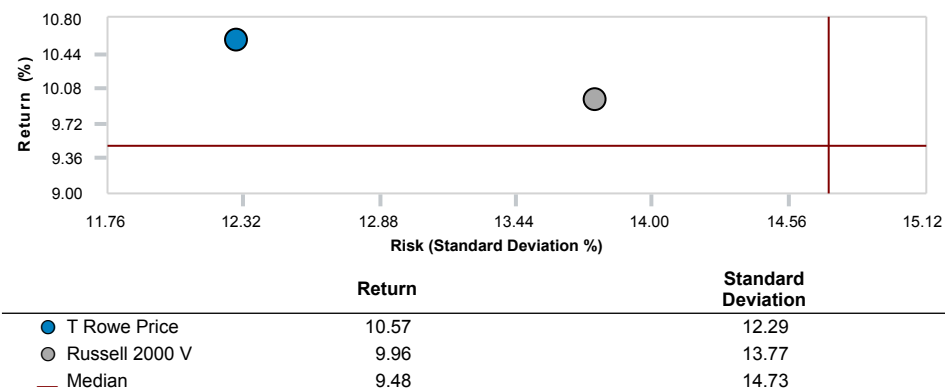 10.80
10.44
10.08
9.72
9.36
9.00
Return (%)
11.76 12.32 12.88 13.44 14.00 14.56 15.12
Risk (Standard Deviation %)
Return Standard Deviation
T Rowe Price 10.57 12.29
Russell 2000 V 9.96 13.77
Median 9.48 14.73